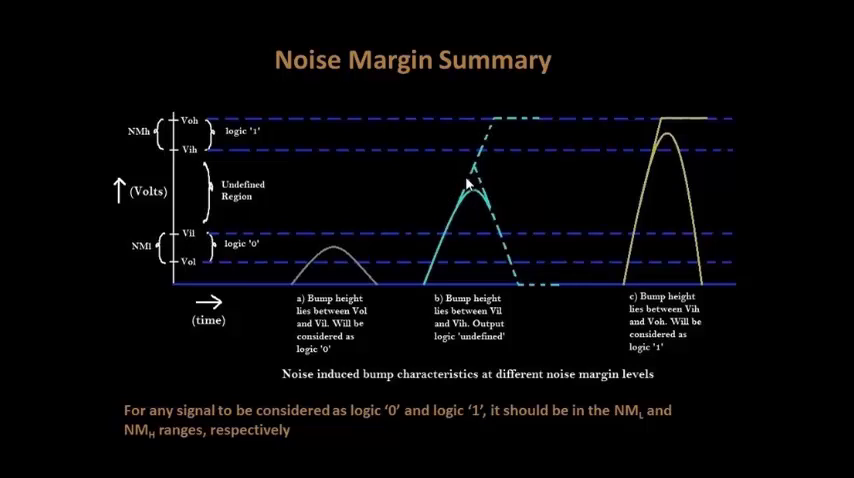 Noise Margin Summary
Voh
NMh
logic '1'
Vih
(Volts)
Undefined
Region
Vil
NMl
logic '0'
Vol
(time)
a) Bump height
lies between Vol
and Vil. Will be
considered as
logic '0'
b) Bump height
lies between Vil
and Vih. Output
logic 'undefined'
c) Bump height
lies between Vih
and Voh. Will be
considered as
logic '1'
Noise induced bump characteristics at different noise margin levels
For any signal to be considered as logic ‘0’ and logic ‘1’, it should be in the NML and
NMH ranges, respectively